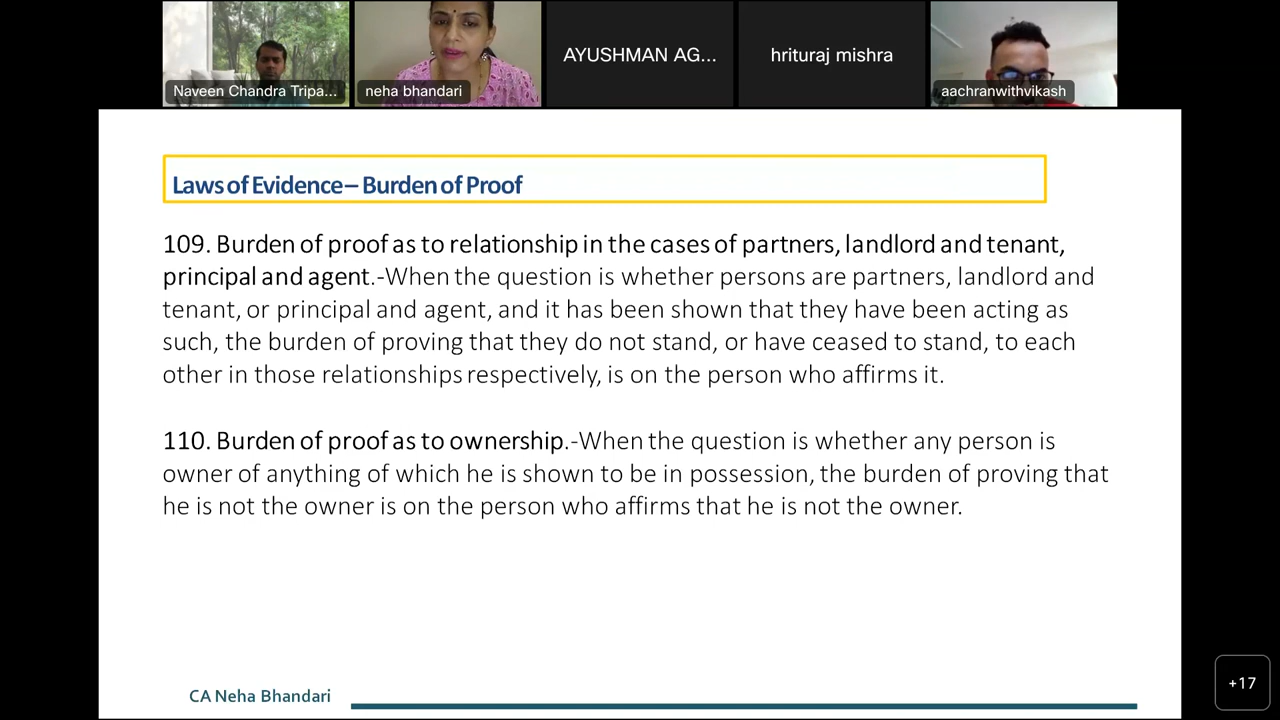 Naveen Chandra Tripa...
neha bhandari
AYUSHMAN AG...
hrituraj mishra
aachranwithvikash
Laws of Evidence – Burden of Proof
109. Burden of proof as to relationship in the cases of partners, landlord and tenant,
principal and agent.-When the question is whether persons are partners, landlord and
tenant, or principal and agent, and it has been shown that they have been acting as
such, the burden of proving that they do not stand, or have ceased to stand, to each
other in those relationships respectively, is on the person who affirms it.
110. Burden of proof as to ownership.-When the question is whether any person is
owner of anything of which he is shown to be in possession, the burden of proving that
he is not the owner is on the person who affirms that he is not the owner.
CA Neha Bhandari
+17